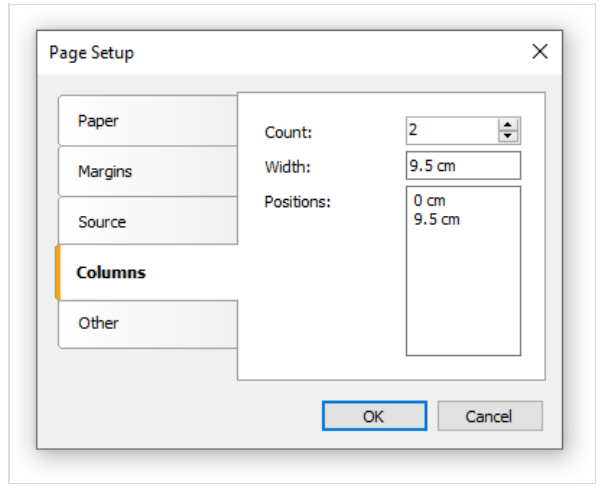 Page Setup
Paper
Margins
Source
Columns
Other
Count:
2
Width:
9.5 cm
Positions:
0 cm
9.5 cm
OK
Cancel